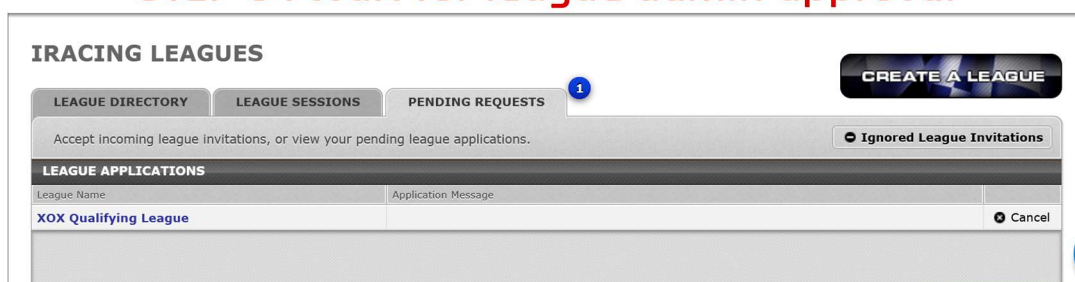 IRACING LEAGUES
CREATE A LEAGUE
LEAGUE DIRECTORY
LEAGUE SESSIONS
PENDING REQUESTS
1
Accept incoming league invitations, or view your pending league applications.
Ignored League Invitations
LEAGUE APPLICATIONS
League Name
Application Message
XOX Qualifying League
Cancel